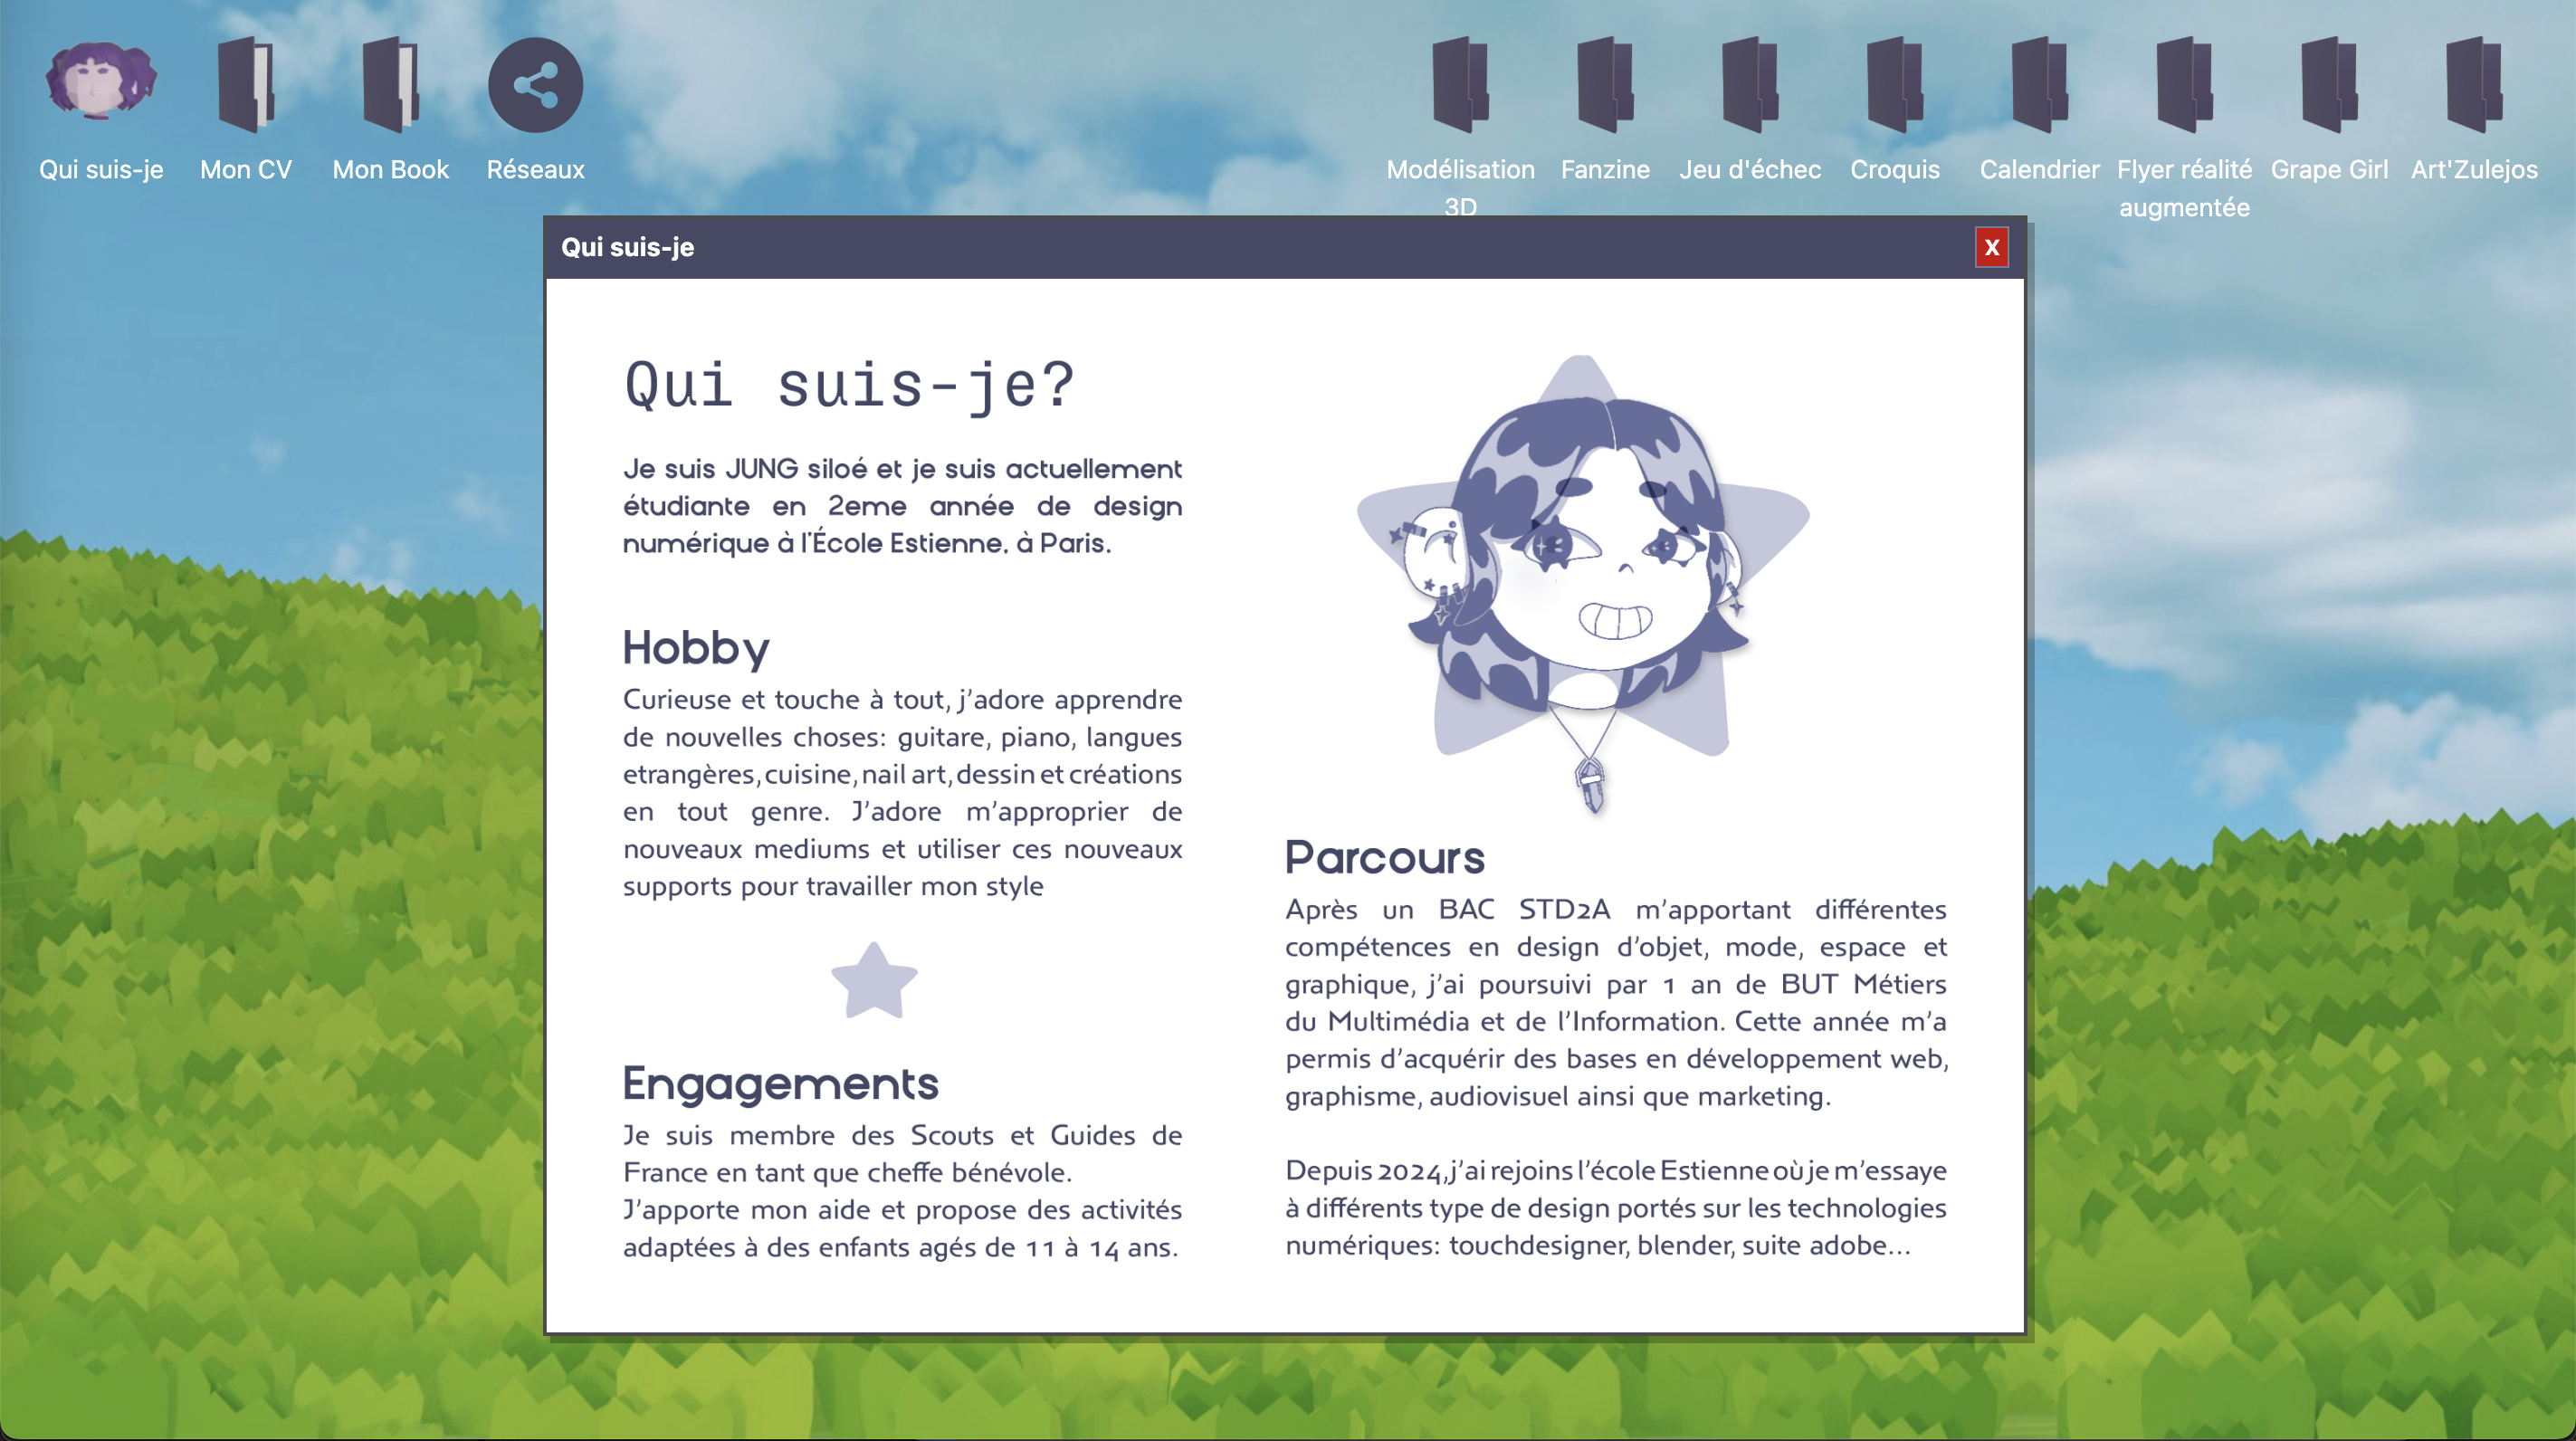 Qui suis-je
Mon CV
Mon Book
Réseaux
Modélisation
3D
Fanzine
Jeu d'échec
Croquis
Calendrier
Flyer réalité
augmentée
Grape Girl
Art'Zulejos
Qui suis-je
X
Qui suis-je?
Je suis JUNG siloé et je suis actuellement
étudiante en 2eme année de design
numérique à l'École Estienne. à Paris.
Hobby
Curieuse et touche à tout, j'adore apprendre
de nouvelles choses: guitare, piano, langues
etrangères, cuisine, nail art, dessin et créations
en tout genre. J'adore m'approprier de
nouveaux mediums et utiliser ces nouveaux
supports pour travailler mon style
Engagements
Je suis membre des Scouts et Guides de
France en tant que cheffe bénévole.
J'apporte mon aide et propose des activités
adaptées à des enfants agés de 11 à 14 ans.
Parcours
Après un BAC STD2A m'apportant différentes
compétences en design d'objet, mode, espace et
graphique, j'ai poursuivi par 1 an de BUT Métiers
du Multimédia et de l'Information. Cette année m'a
permis d'acquérir des bases en développement web,
graphisme, audiovisuel ainsi que marketing.
Depuis 2024, j'ai rejoins l'école Estienne où je m'essaye
à différents type de design portés sur les technologies
numériques: touchdesigner, blender, suite adobe...